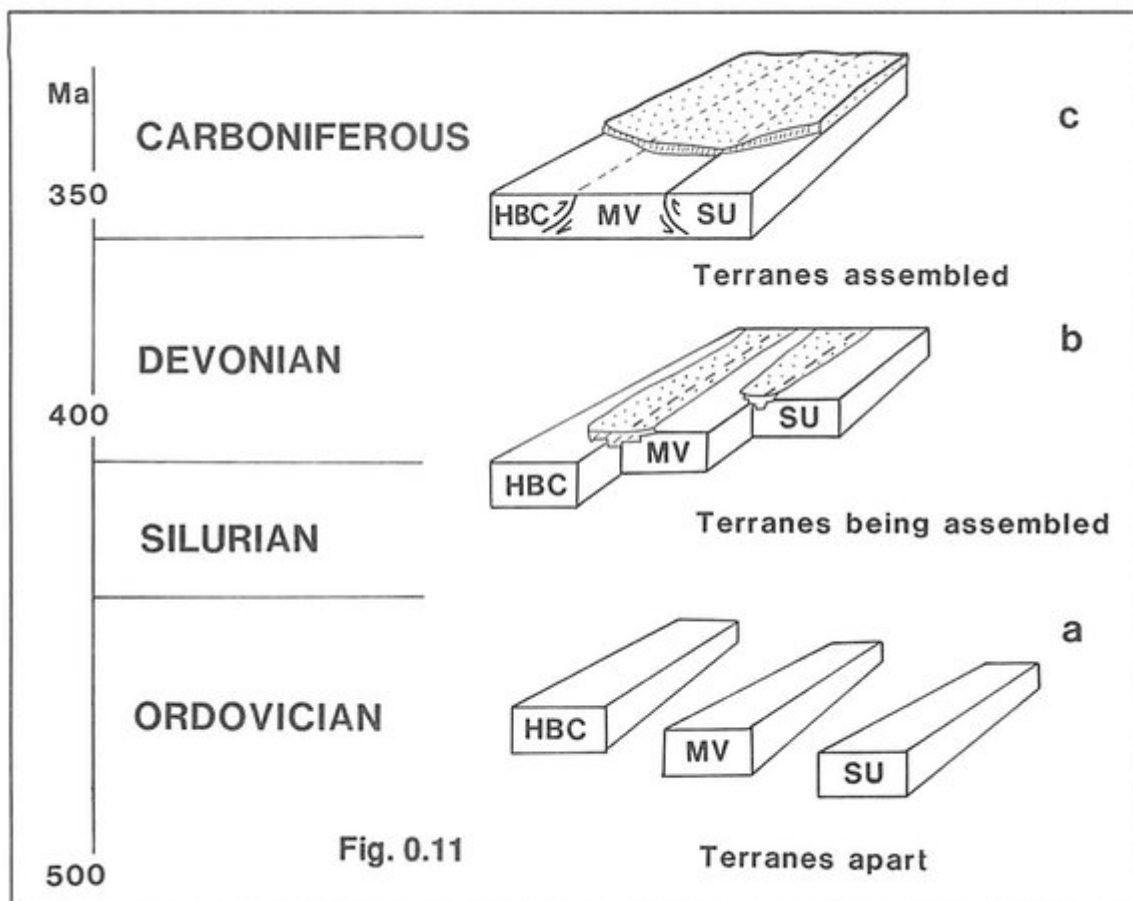 Ma
CARBONIFEROUS
c
350
HBC MV SU
Terranes assembled
DEVONIAN
b
400
HBC MV SU
SILURIAN
Terranes being assembled
a
ORDOVICIAN
HBC MV SU
Fig. 0.11
Terranes apart
500